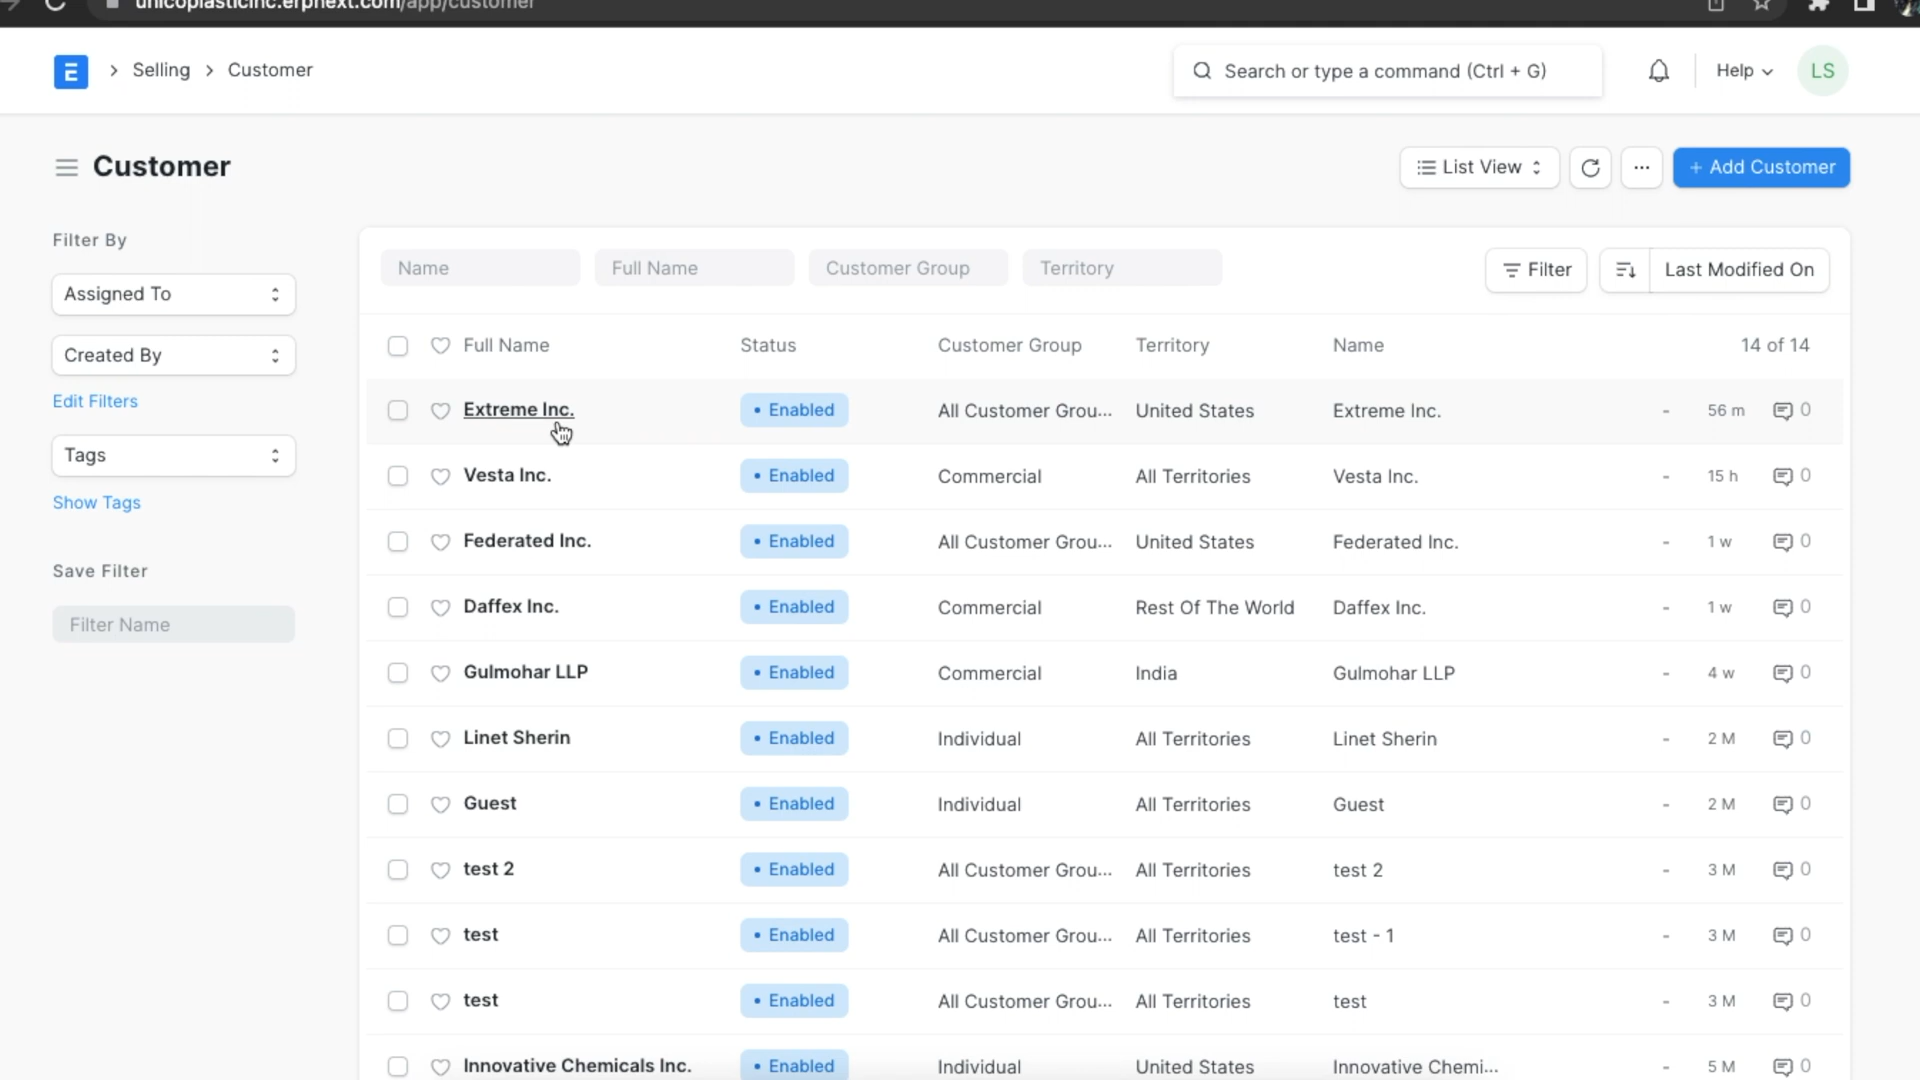 unicoplasticinc.erpnext.com/app/customer
E > Selling > Customer
Search or type a command (Ctrl + G)
Help
LS
Customer
List View
...
+ Add Customer
Filter By
Assigned To
Created By
Edit Filters
Tags
Show Tags
Save Filter
Filter Name
Name Full Name Customer Group Territory
Filter
Last Modified On
Full Name Status Customer Group Territory Name 14 of 14
Extreme Inc. • Enabled All Customer Grou... United States Extreme Inc. - 56 m 0
Vesta Inc. • Enabled Commercial All Territories Vesta Inc. - 15 h 0
Federated Inc. • Enabled All Customer Grou... United States Federated Inc. - 1 w 0
Daffex Inc. • Enabled Commercial Rest Of The World Daffex Inc. - 1 w 0
Gulmohar LLP • Enabled Commercial India Gulmohar LLP - 4 w 0
Linet Sherin • Enabled Individual All Territories Linet Sherin - 2 M 0
Guest • Enabled Individual All Territories Guest - 2 M 0
test 2 • Enabled All Customer Grou... All Territories test 2 - 3 M 0
test • Enabled All Customer Grou... All Territories test - 1 - 3 M 0
test • Enabled All Customer Grou... All Territories test - 3 M 0
Innovative Chemicals Inc. • Enabled Individual United States Innovative Chemi... - 5 M 0